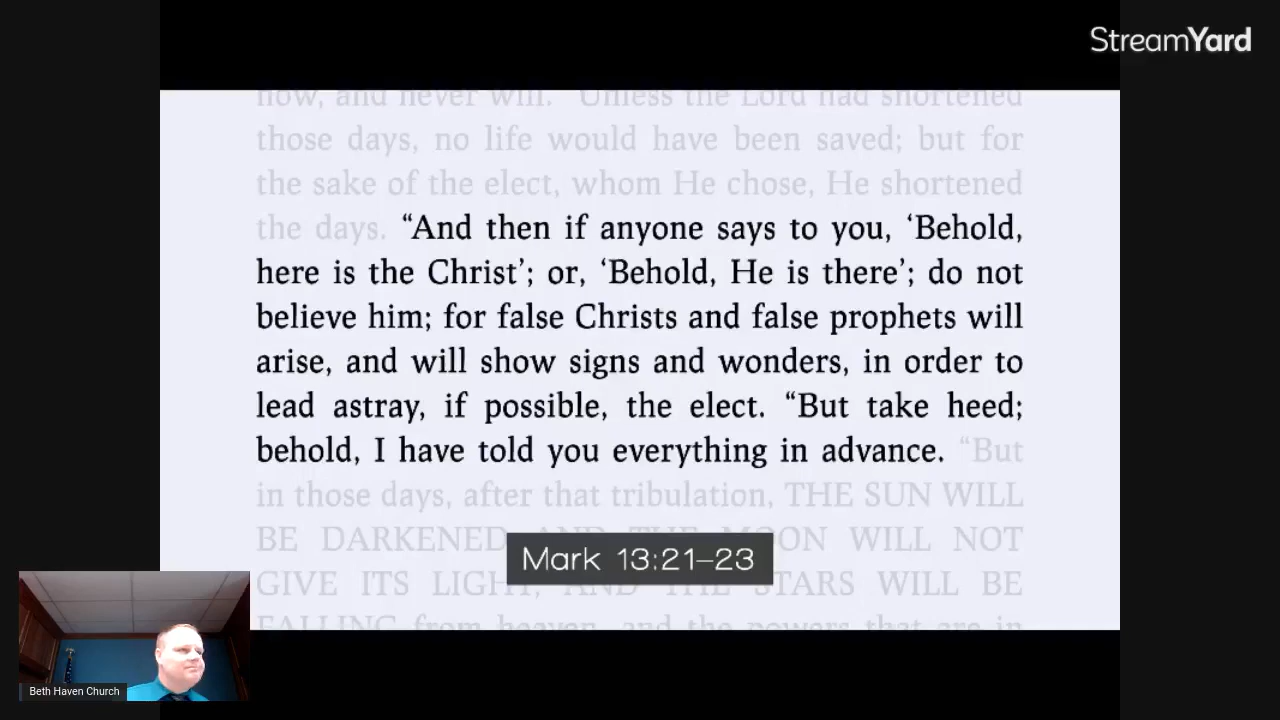 StreamYard
now, and never will. “Unless the Lord had shortened
those days, no life would have been saved; but for
the sake of the elect, whom He chose, He shortened
the days. “And then if anyone says to you, ‘Behold,
here is the Christ’; or, ‘Behold, He is there’; do not
believe him; for false Christs and false prophets will
arise, and will show signs and wonders, in order to
lead astray, if possible, the elect. “But take heed;
behold, I have told you everything in advance. “But
in those days, after that tribulation, THE SUN WILL
BE DARKENED AND THE MOON WILL NOT
GIVE ITS LIGHT, AND THE STARS WILL BE
FALLING from heaven, and the powers that are in
Mark 13:21–23
Beth Haven Church